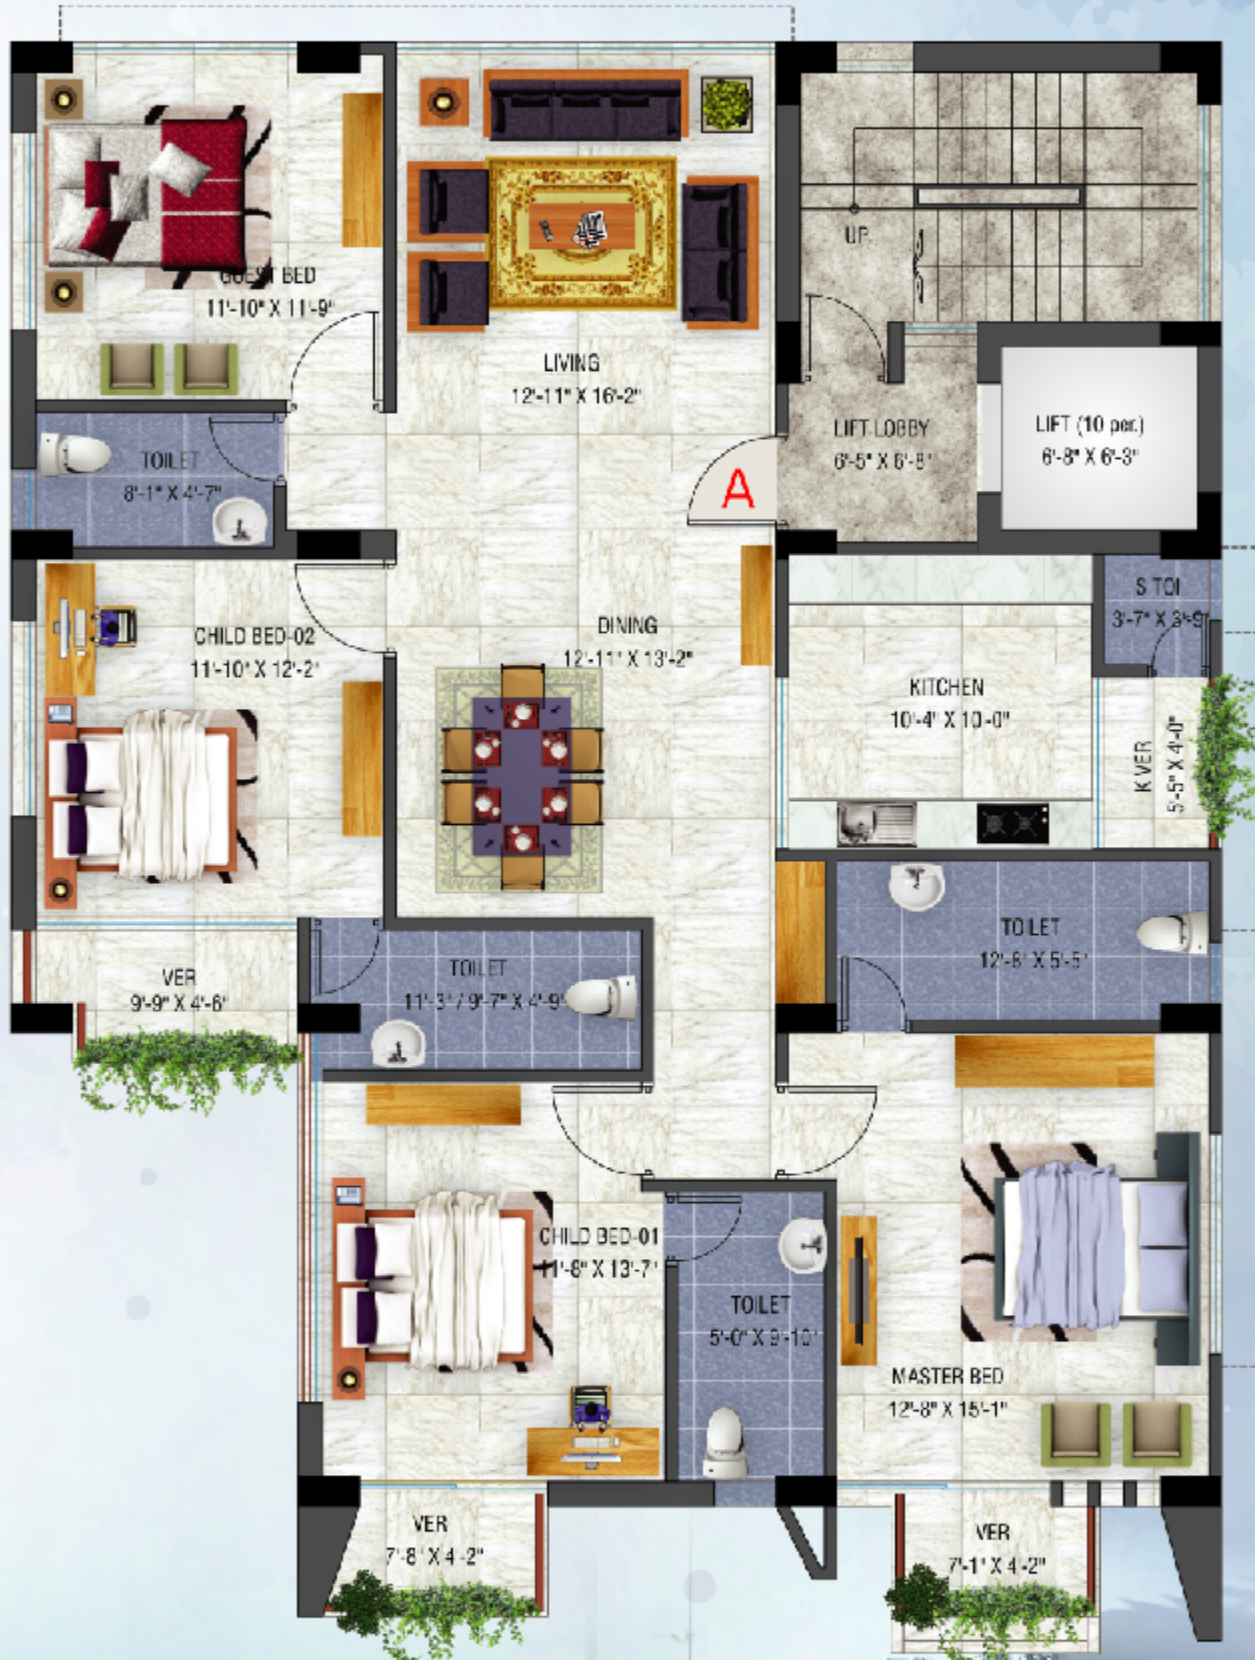 GUEST BED
11'-10" X 11'-9"
LIVING
12'-11" X 16'-2"
UP
LIFT LOBBY
6'-5" X 6'-8"
LIFT (10 per.)
6'-8" X 6'-3"
TOILET
8'-1" X 4'-7"
A
CHILD BED-02
11'-10" X 12'-2"
DINING
12'-11" X 13'-2"
S TOI
3'-7" X 3'-9"
KITCHEN
10'-4" X 10'-0"
K VER
5'-5" X 4'-0"
VER
9'-9" X 4'-6"
TOILET
11'-3" / 9'-7" X 4'-9"
TOILET
12'-8" X 5'-5"
CHILD BED-01
11'-8" X 13'-7"
TOILET
5'-0" X 9'-10"
MASTER BED
12'-8" X 15'-1"
VER
7'-8" X 4'-2"
VER
7'-1" X 4'-2"